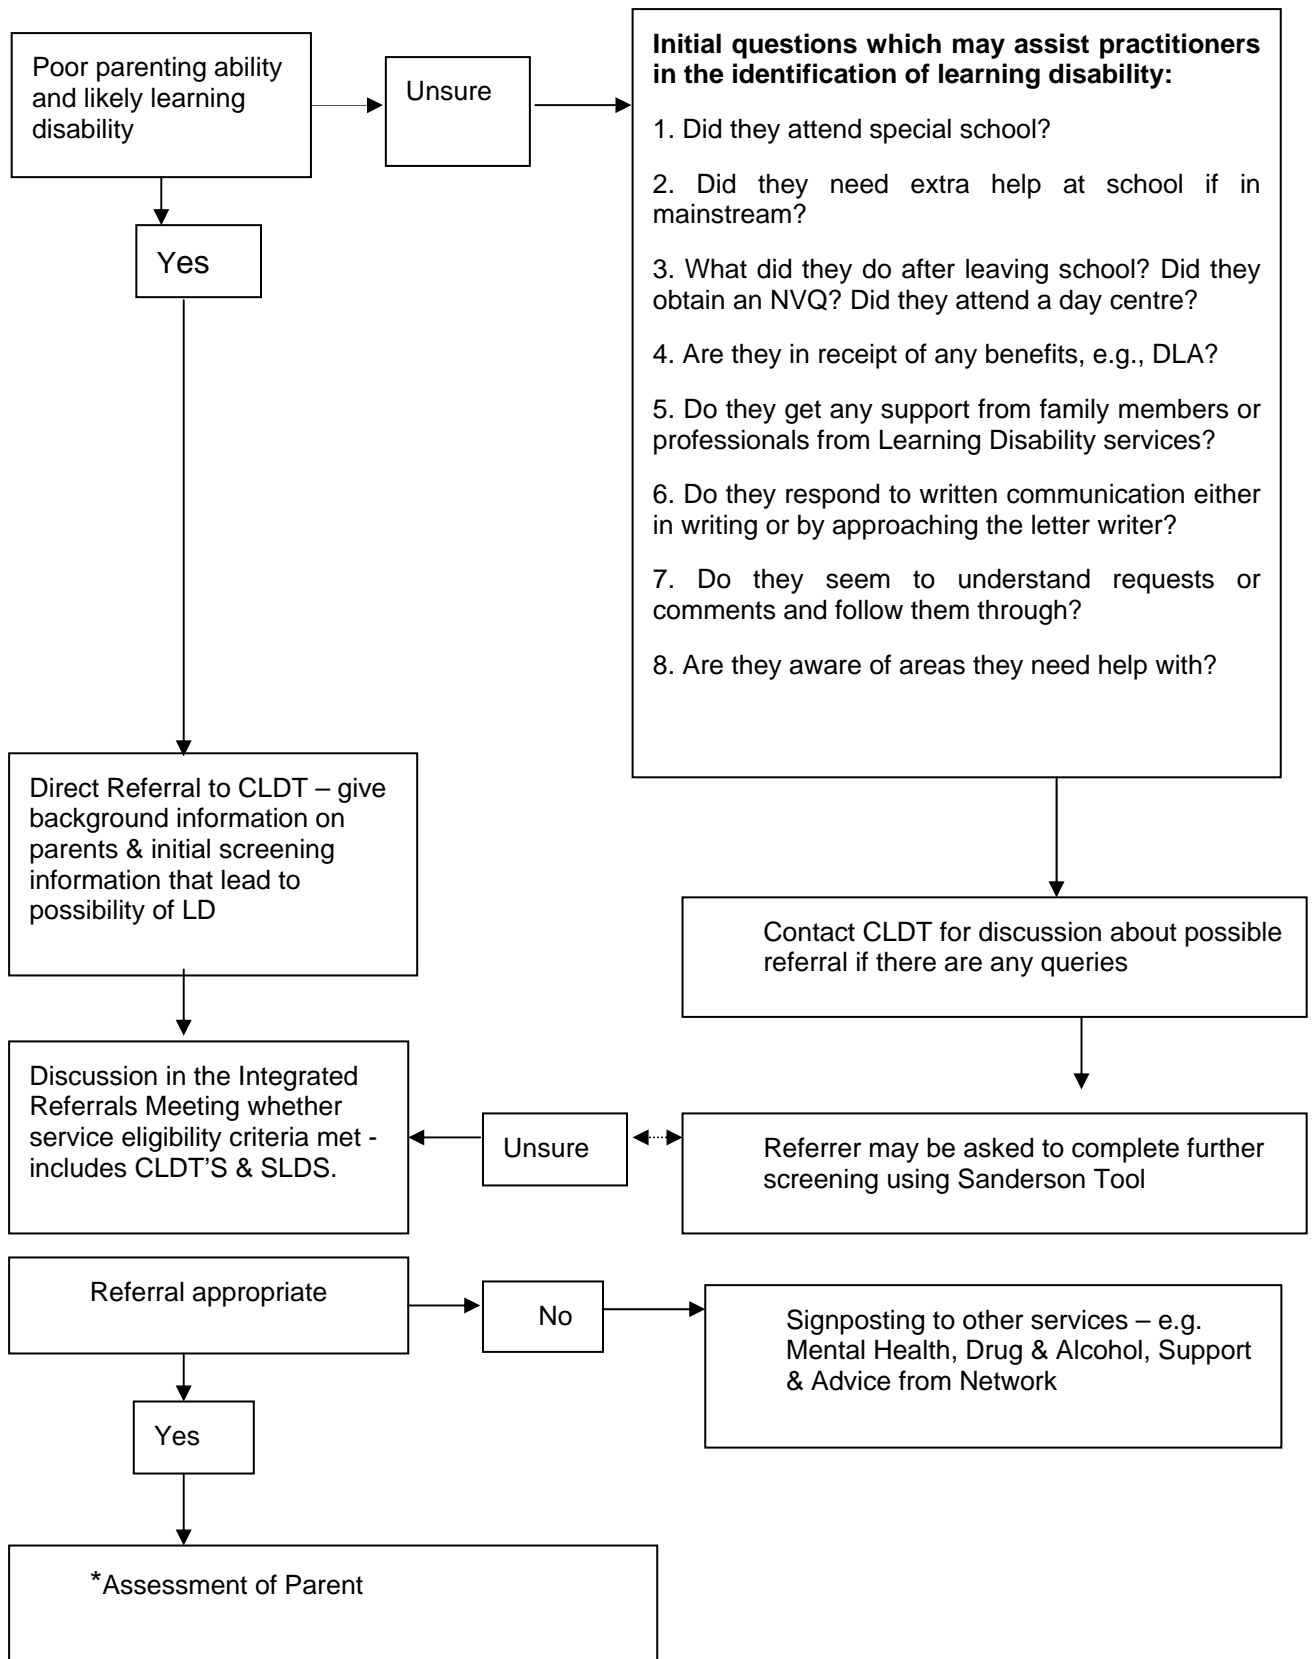 Poor parenting ability
and likely learning
disability
Unsure
Initial questions which may assist practitioners
in the identification of learning disability:
1. Did they attend special school?
2. Did they need extra help at school if in
mainstream?
3. What did they do after leaving school? Did they
obtain an NVQ? Did they attend a day centre?
4. Are they in receipt of any benefits, e.g., DLA?
5. Do they get any support from family members or
professionals from Learning Disability services?
6. Do they respond to written communication either
in writing or by approaching the letter writer?
7. Do they seem to understand requests or
comments and follow them through?
8. Are they aware of areas they need help with?
Yes
Direct Referral to CLDT – give
background information on
parents & initial screening
information that lead to
possibility of LD
Contact CLDT for discussion about possible
referral if there are any queries
Discussion in the Integrated
Referrals Meeting whether
service eligibility criteria met -
includes CLDT'S & SLDS.
Unsure
Referrer may be asked to complete further
screening using Sanderson Tool
Referral appropriate
No
Signposting to other services – e.g.
Mental Health, Drug & Alcohol, Support
& Advice from Network
Yes
*Assessment of Parent